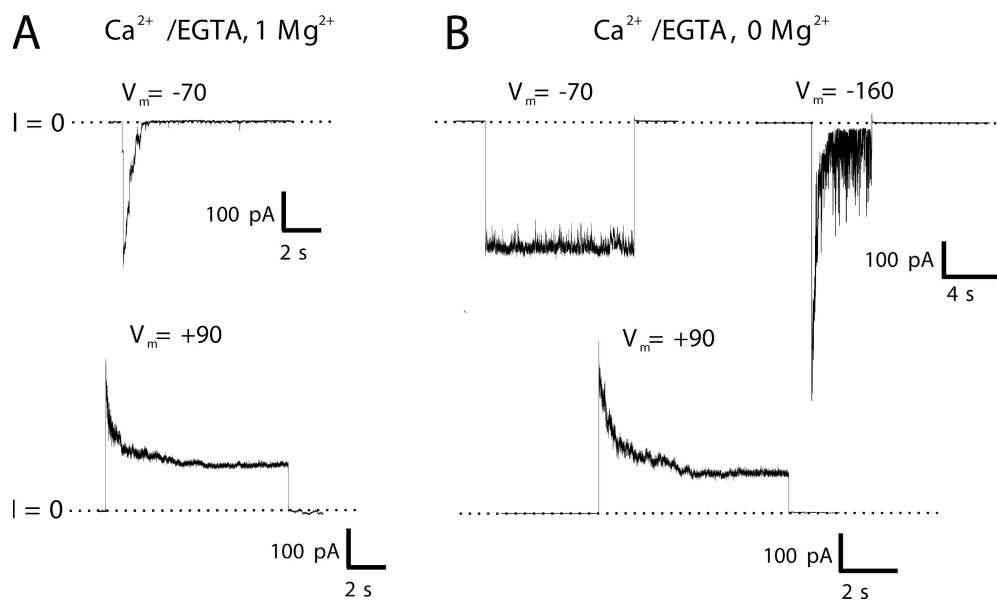 A Ca²⁺ /EGTA, 1 Mg²⁺
Vₘ= -70
I = 0
100 pA
2 s
Vₘ= +90
I = 0
100 pA
2 s
B Ca²⁺ /EGTA, 0 Mg²⁺
Vₘ= -70
Vₘ= -160
100 pA
4 s
Vₘ= +90
100 pA
2 s